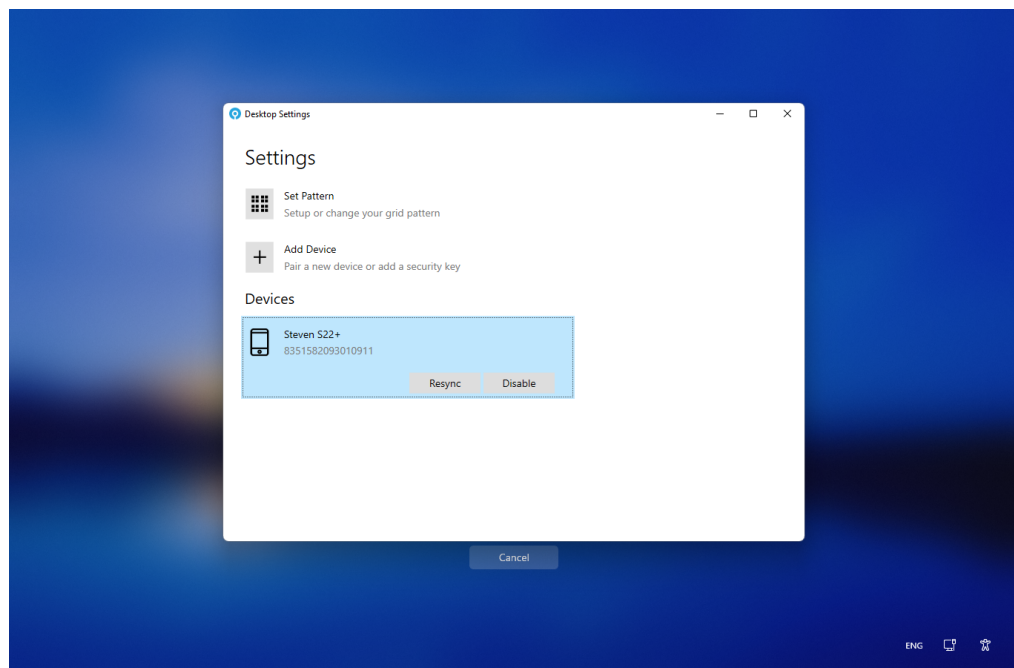 Desktop Settings
Settings
Set Pattern
Setup or change your grid pattern
Add Device
Pair a new device or add a security key
Devices
Steven S22+
8351582093010911
Resync
Disable
Cancel
ENG